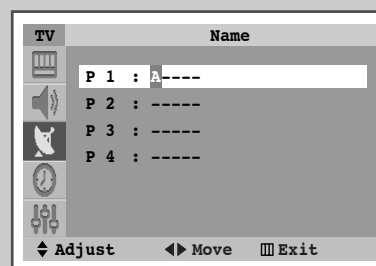 TV Name
P 1 : A----
P 2 : -----
P 3 : -----
P 4 : -----
Adjust Move Exit